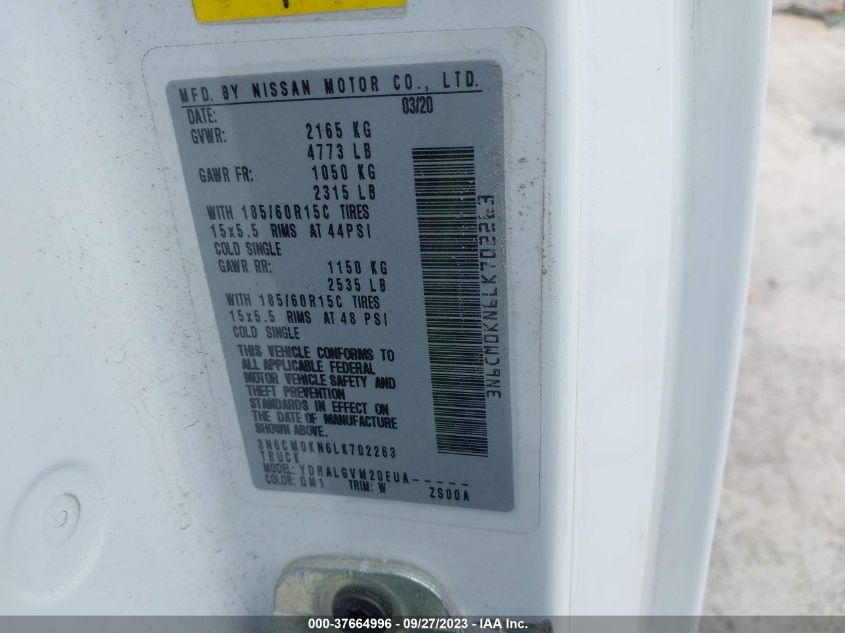 MFD. BY NISSAN MOTOR CO., LTD.
DATE: 03/20
GVWR: 2165 KG
4773 LB
GAWR FR: 1050 KG
2315 LB
WITH 185/60R15C TIRES
15x5.5 RIMS AT 44PSI
COLD SINGLE
GAWR RR: 1150 KG
2535 LB
WITH 185/60R15C TIRES
15x5.5 RIMS AT 48 PSI
COLD SINGLE
THIS VEHICLE CONFORMS TO
ALL APPLICABLE FEDERAL
MOTOR VEHICLE SAFETY AND
THEFT PREVENTION
STANDARDS IN EFFECT ON
THE DATE OF MANUFACTURE
SHOWN ABOVE.
3N6CM0KN6LK702263
TRUCK
MODEL: YDRALGVM20EUA-----
COLOR: QM1 TRIM: W ZS00A
3N6CM0KN6LK702263
000-37664996 - 09/27/2023 - IAA Inc.